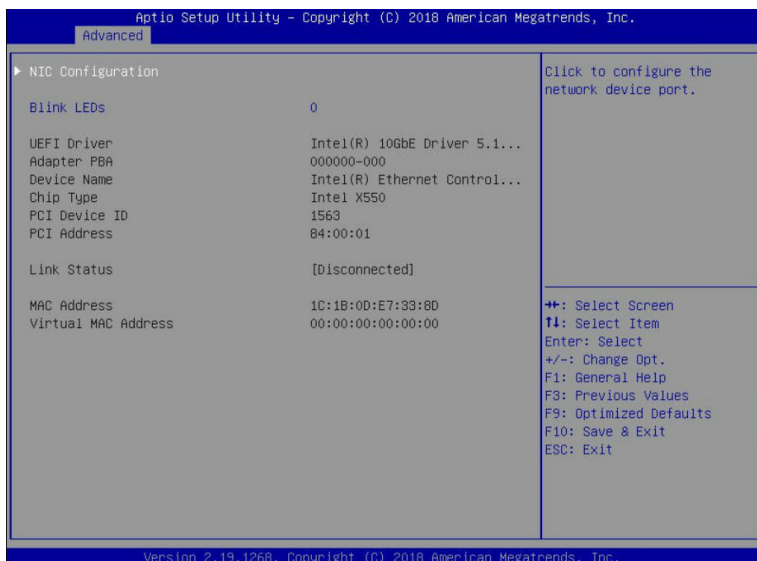 Aptio Setup Utility – Copyright (C) 2018 American Megatrends, Inc.
Advanced
▶ NIC Configuration
Blink LEDs 0
UEFI Driver Intel(R) 10GbE Driver 5.1...
Adapter PBA 000000-000
Device Name Intel(R) Ethernet Control...
Chip Type Intel X550
PCI Device ID 1563
PCI Address 84:00:01
Link Status [Disconnected]
MAC Address 1C:1B:0D:E7:33:8D
Virtual MAC Address 00:00:00:00:00:00
Click to configure the
network device port.
→←: Select Screen
↑↓: Select Item
Enter: Select
+/-: Change Opt.
F1: General Help
F3: Previous Values
F9: Optimized Defaults
F10: Save & Exit
ESC: Exit
Version 2.19.1268. Copyright (C) 2018 American Megatrends, Inc.